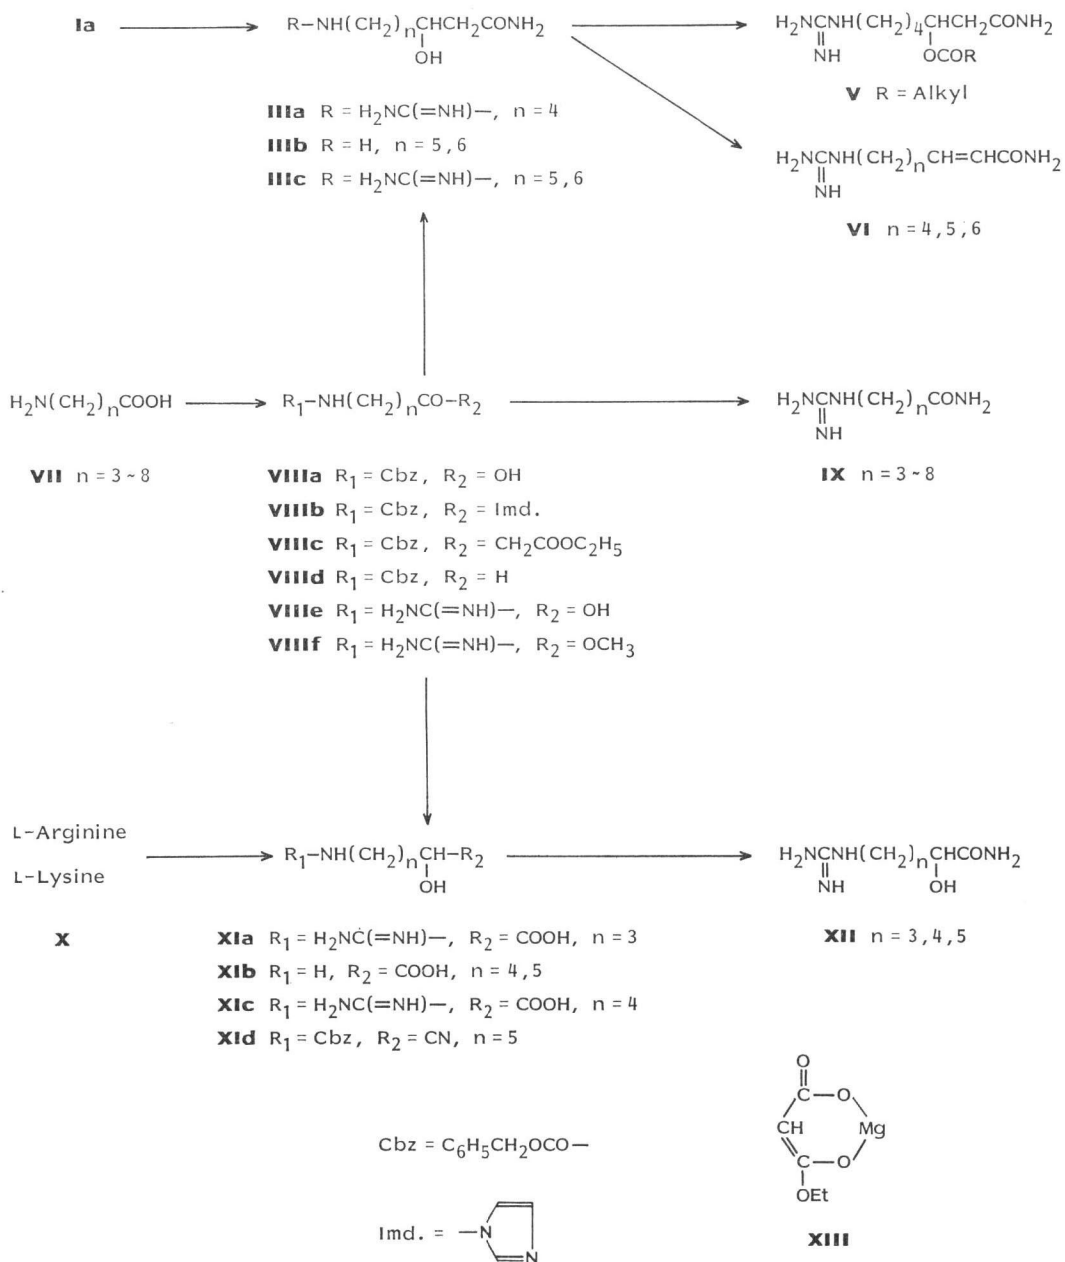 Ia
R-NH(CH2)nCHCH2CONH2
OH
IIIa R = H2NC(=NH)-, n = 4
IIIb R = H, n = 5,6
IIIc R = H2NC(=NH)-, n = 5,6
H2NCNH(CH2)4CHCH2CONH2
NH OCOR
V R = Alkyl
H2NCNH(CH2)nCH=CHCONH2
NH
VI n = 4,5,6
H2N(CH2)nCOOH
VII n = 3~8
R1-NH(CH2)nCO-R2
VIIIa R1 = Cbz, R2 = OH
VIIIb R1 = Cbz, R2 = Imd.
VIIIc R1 = Cbz, R2 = CH2COOC2H5
VIIId R1 = Cbz, R2 = H
VIIIe R1 = H2NC(=NH)-, R2 = OH
VIIIf R1 = H2NC(=NH)-, R2 = OCH3
H2NCNH(CH2)nCONH2
NH
IX n = 3~8
L-Arginine
L-Lysine
X
R1-NH(CH2)nCH-R2
OH
XIa R1 = H2NC(=NH)-, R2 = COOH, n = 3
XIb R1 = H, R2 = COOH, n = 4,5
XIc R1 = H2NC(=NH)-, R2 = COOH, n = 4
XId R1 = Cbz, R2 = CN, n = 5
H2NCNH(CH2)nCHCONH2
NH OH
XII n = 3,4,5
Cbz = C6H5CH2OCO-
Imd. = -N
N
O
C-O
CH Mg
C-O
OEt
XIII